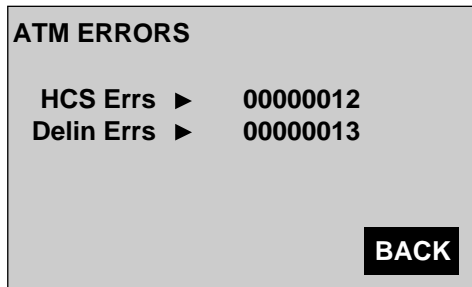 ATM ERRORS
HCS Errs ► 00000012
Delin Errs ► 00000013
BACK